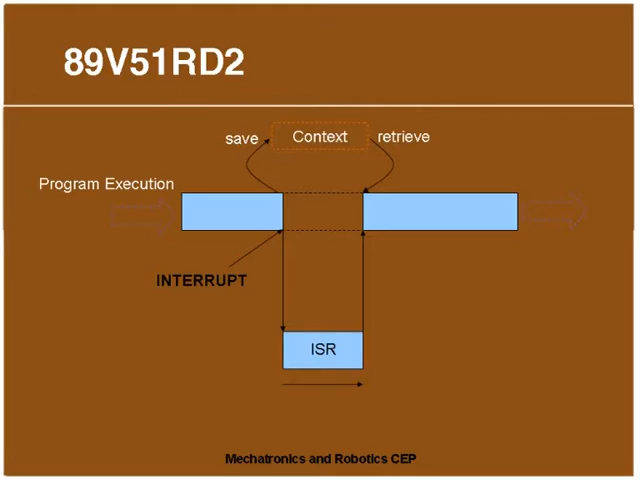 89V51RD2
save
Context
retrieve
Program Execution
INTERRUPT
ISR
Mechatronics and Robotics CEP